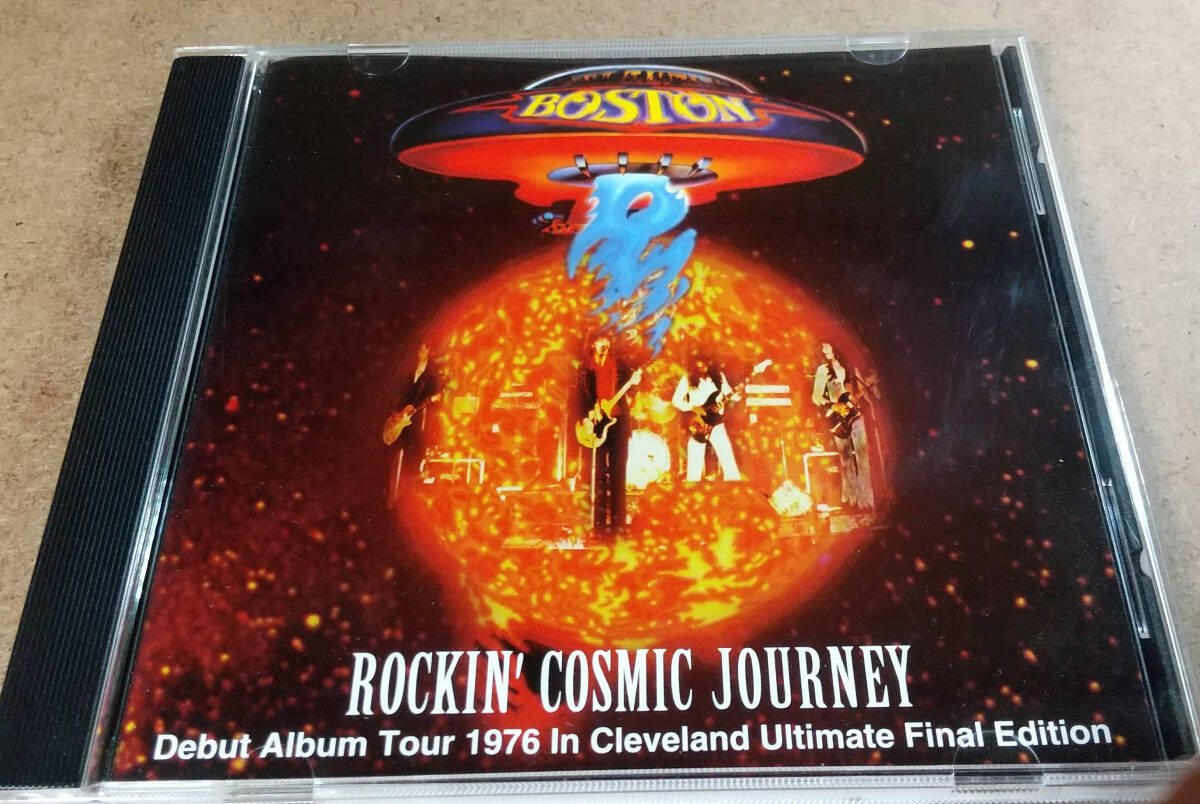 BOSTON
ROCKIN' COSMIC JOURNEY
Debut Album Tour 1976 In Cleveland Ultimate Final Edition